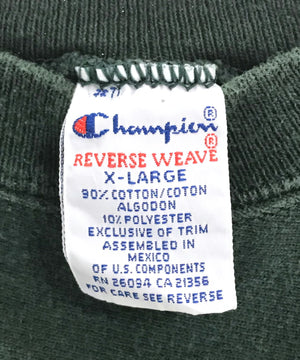 #71
Champion®
REVERSE WEAVE®
X-LARGE
90% COTTON/COTON
ALGODON
10% POLYESTER
EXCLUSIVE OF TRIM
ASSEMBLED IN
MEXICO
OF U.S. COMPONENTS
RN 26094 CA 21356
FOR CARE SEE REVERSE